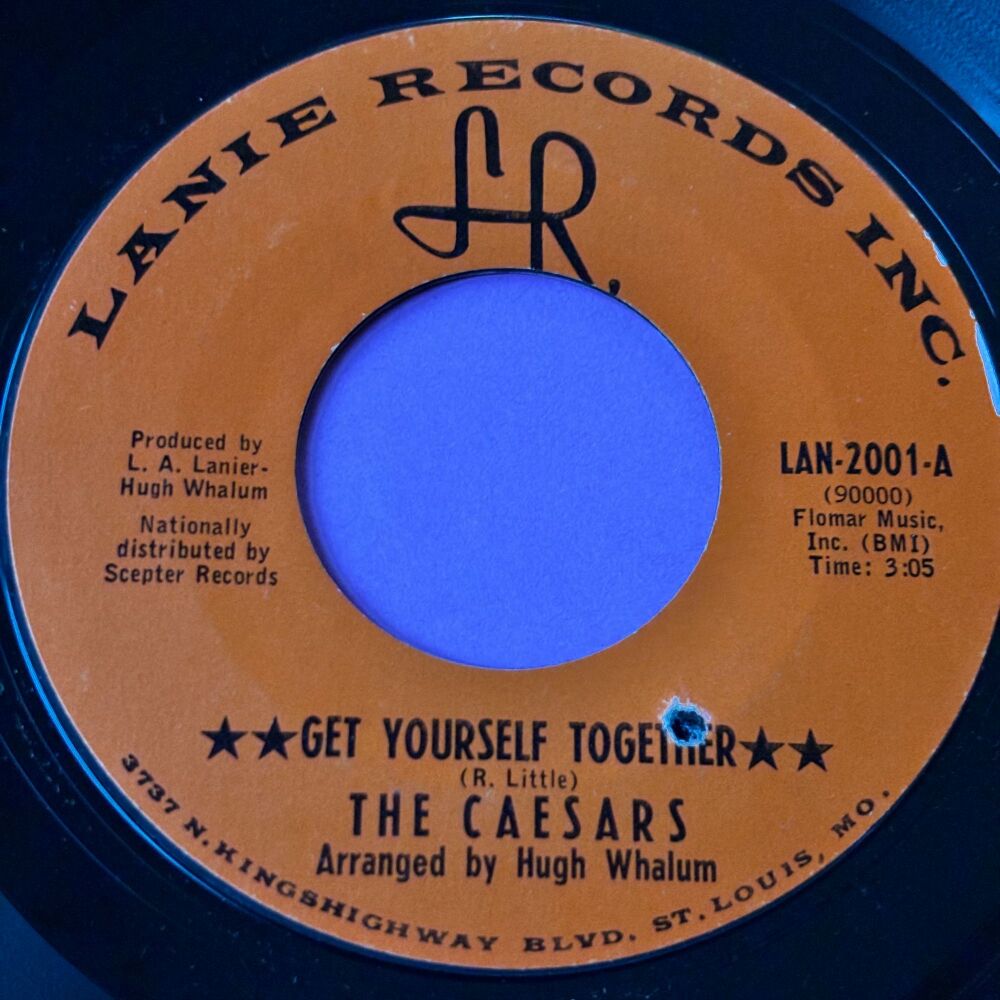 LANIE RECORDS INC.
LR.
Produced by
L. A. Lanier-
Hugh Whalum
Nationally
distributed by
Scepter Records
LAN-2001-A
(90000)
Flomar Music,
Inc. (BMI)
Time: 3:05
★★GET YOURSELF TOGETHER★★
(R. Little)
THE CAESARS
Arranged by Hugh Whalum
3737 N. KINGSHIGHWAY BLVD. ST. LOUIS, MO.